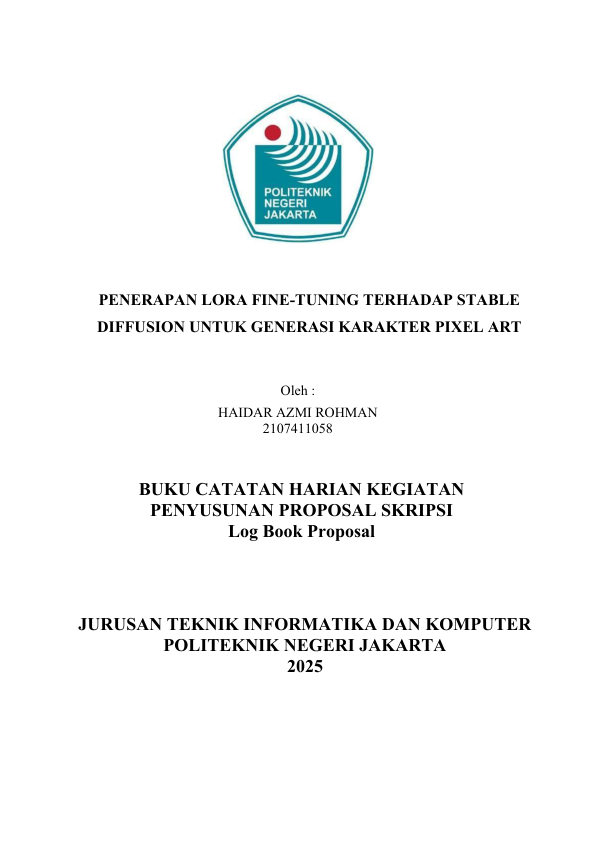 POLITEKNIK
NEGERI
JAKARTA
PENERAPAN LORA FINE-TUNING TERHADAP STABLE
DIFFUSION UNTUK GENERASI KARAKTER PIXEL ART
Oleh :
HAIDAR AZMI ROHMAN
2107411058
BUKU CATATAN HARIAN KEGIATAN
PENYUSUNAN PROPOSAL SKRIPSI
Log Book Proposal
JURUSAN TEKNIK INFORMATIKA DAN KOMPUTER
POLITEKNIK NEGERI JAKARTA
2025